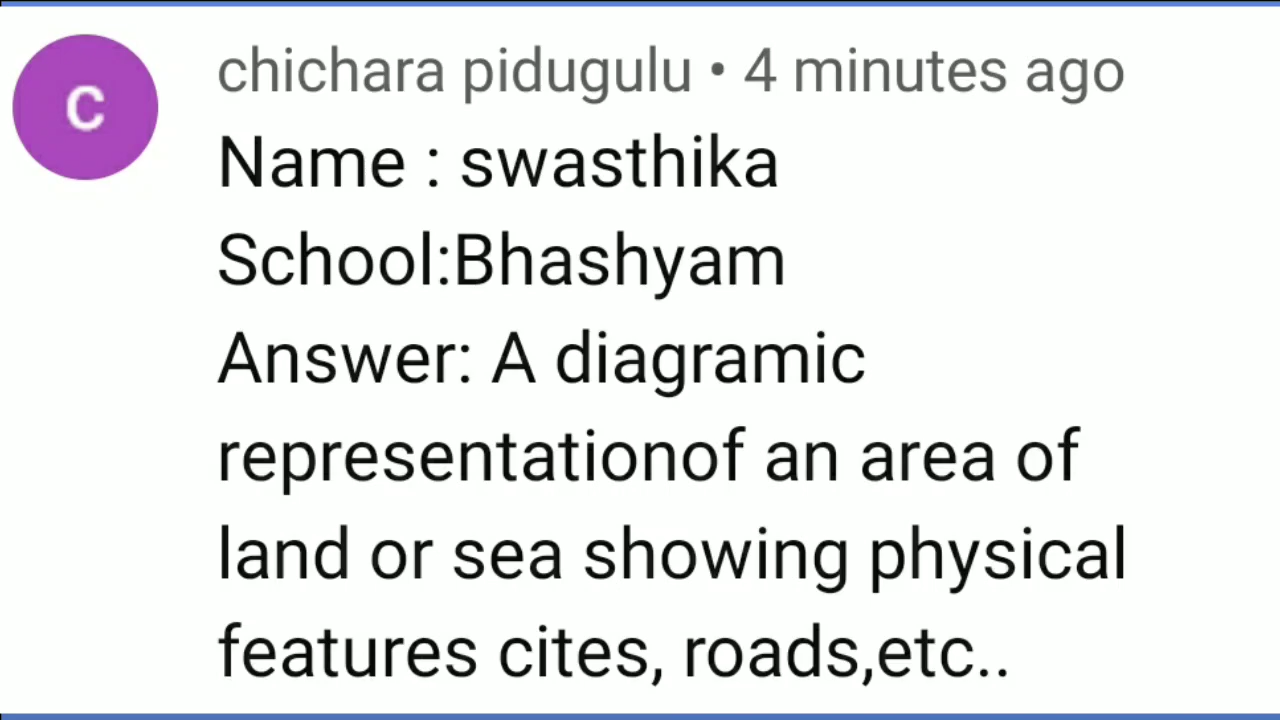 C
chichara pidugulu • 4 minutes ago
Name : swasthika
School:Bhashyam
Answer: A diagramic
representationof an area of
land or sea showing physical
features cites, roads,etc..